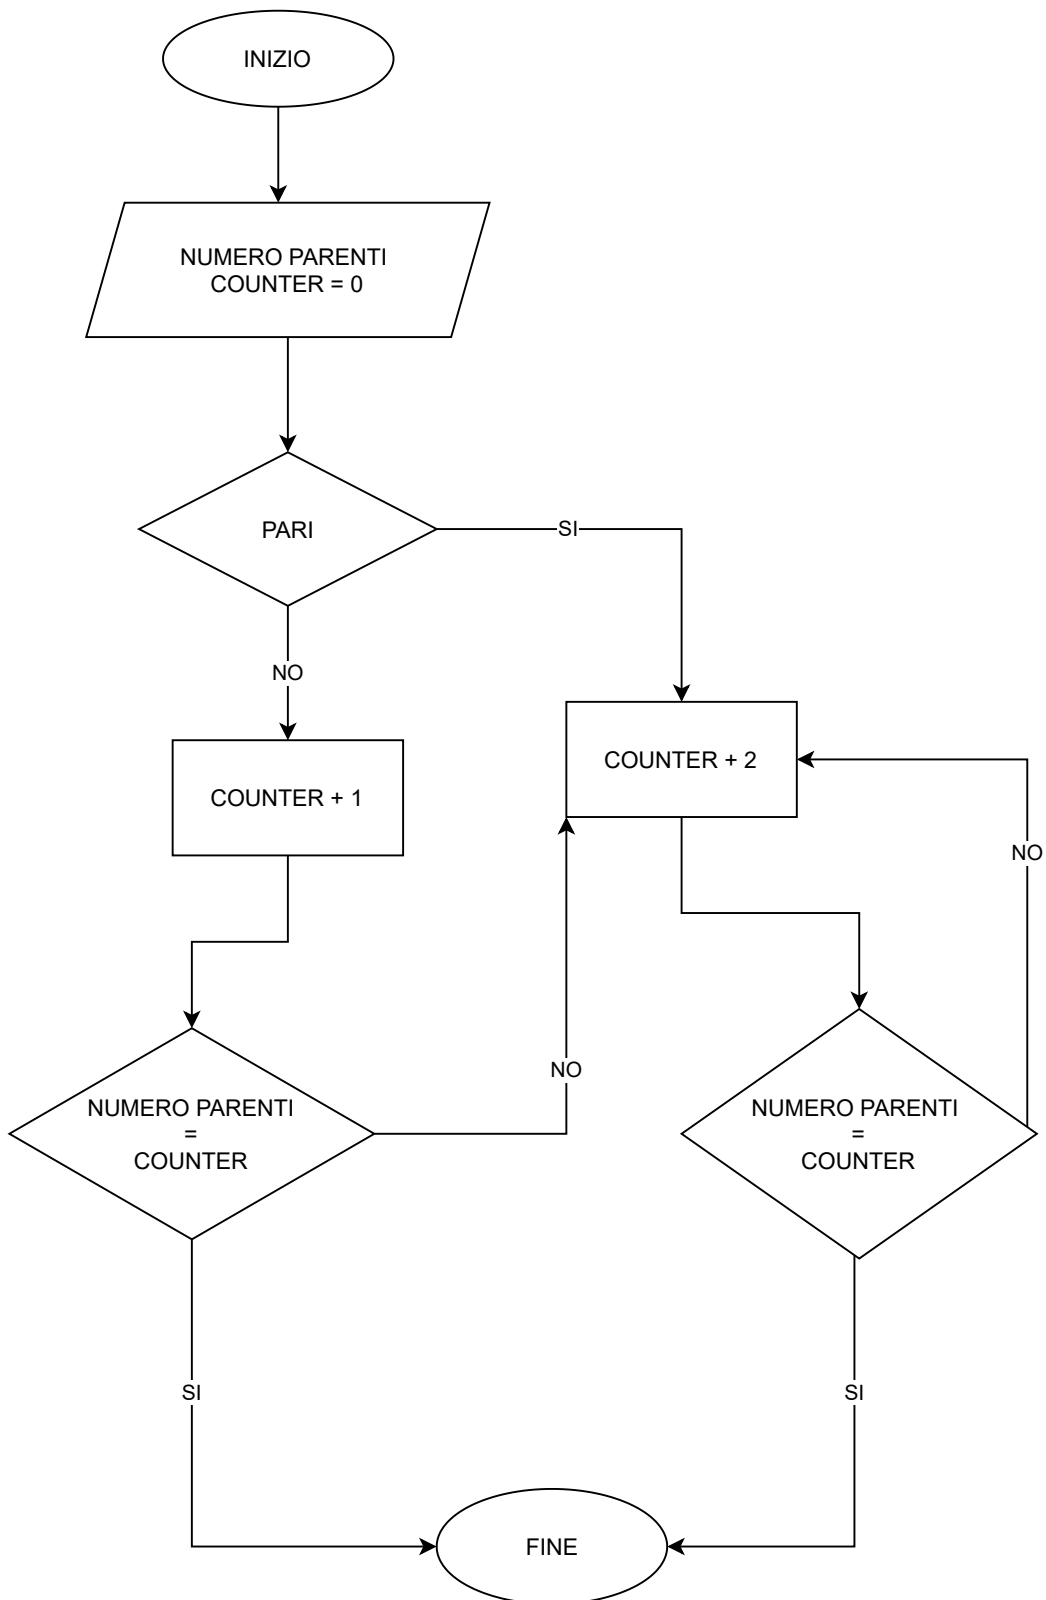 INIZIO
NUMERO PARENTI
COUNTER = 0
PARI
SI
NO
COUNTER + 2
COUNTER + 1
NO
NO
NUMERO PARENTI
=
COUNTER
NUMERO PARENTI
=
COUNTER
SI
SI
FINE